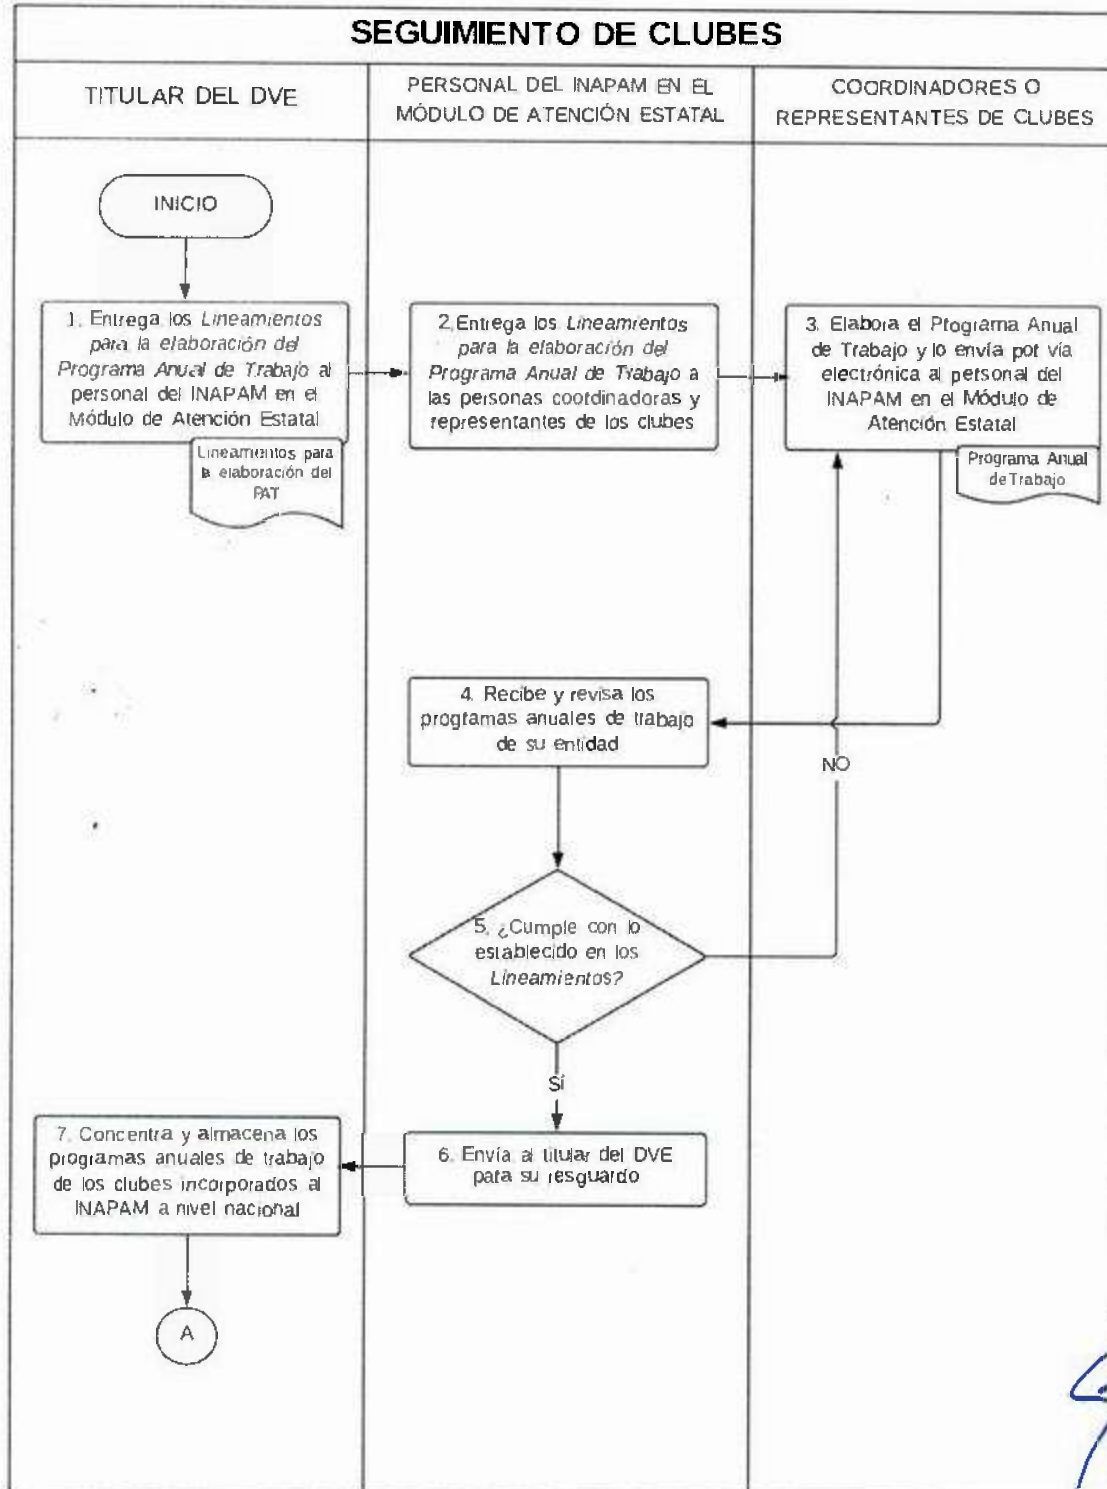 SEGUIMIENTO DE CLUBES
TITULAR DEL DVE
PERSONAL DEL INAPAM EN EL
MÓDULO DE ATENCIÓN ESTATAL
COORDINADORES O
REPRESENTANTES DE CLUBES
INICIO
1. Entrega los Lineamientos
para la elaboración del
Programa Anual de Trabajo al
personal del INAPAM en el
Módulo de Atención Estatal
Lineamientos para
la elaboración del
PAT
2. Entrega los Lineamientos
para la elaboración del
Programa Anual de Trabajo a
las personas coordinadoras y
representantes de los clubes
3. Elabora el Programa Anual
de Trabajo y lo envía por vía
electrónica al personal del
INAPAM en el Módulo de
Atención Estatal
Programa Anual
de Trabajo
4. Recibe y revisa los
programas anuales de trabajo
de su entidad
NO
5. ¿Cumple con lo
establecido en los
Lineamientos?
Sí
6. Envía al titular del DVE
para su resguardo
7. Concentra y almacena los
programas anuales de trabajo
de los clubes incorporados al
INAPAM a nivel nacional
A